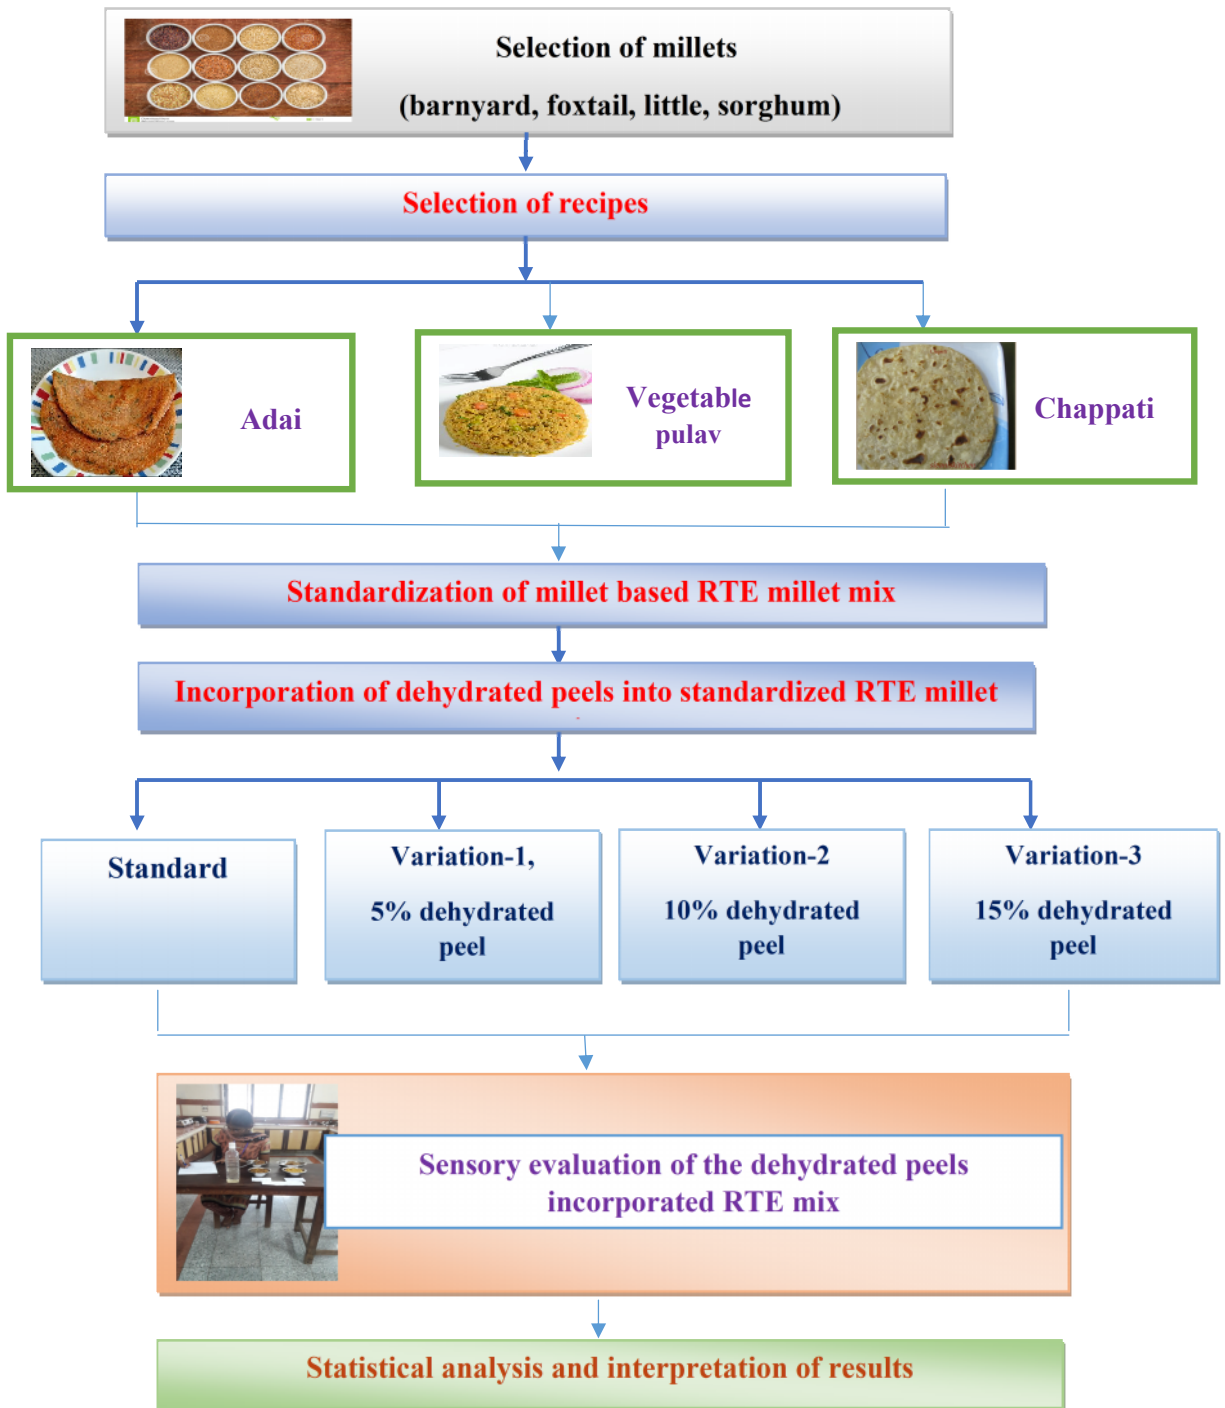 Selection of millets
(barnyard, foxtail, little, sorghum)
Selection of recipes
Adai
Vegetable
pulav
Chappati
Standardization of millet based RTE millet mix
Incorporation of dehydrated peels into standardized RTE millet
Standard
Variation-1,
5% dehydrated
peel
Variation-2
10% dehydrated
peel
Variation-3
15% dehydrated
peel
Sensory evaluation of the dehydrated peels
incorporated RTE mix
Statistical analysis and interpretation of results